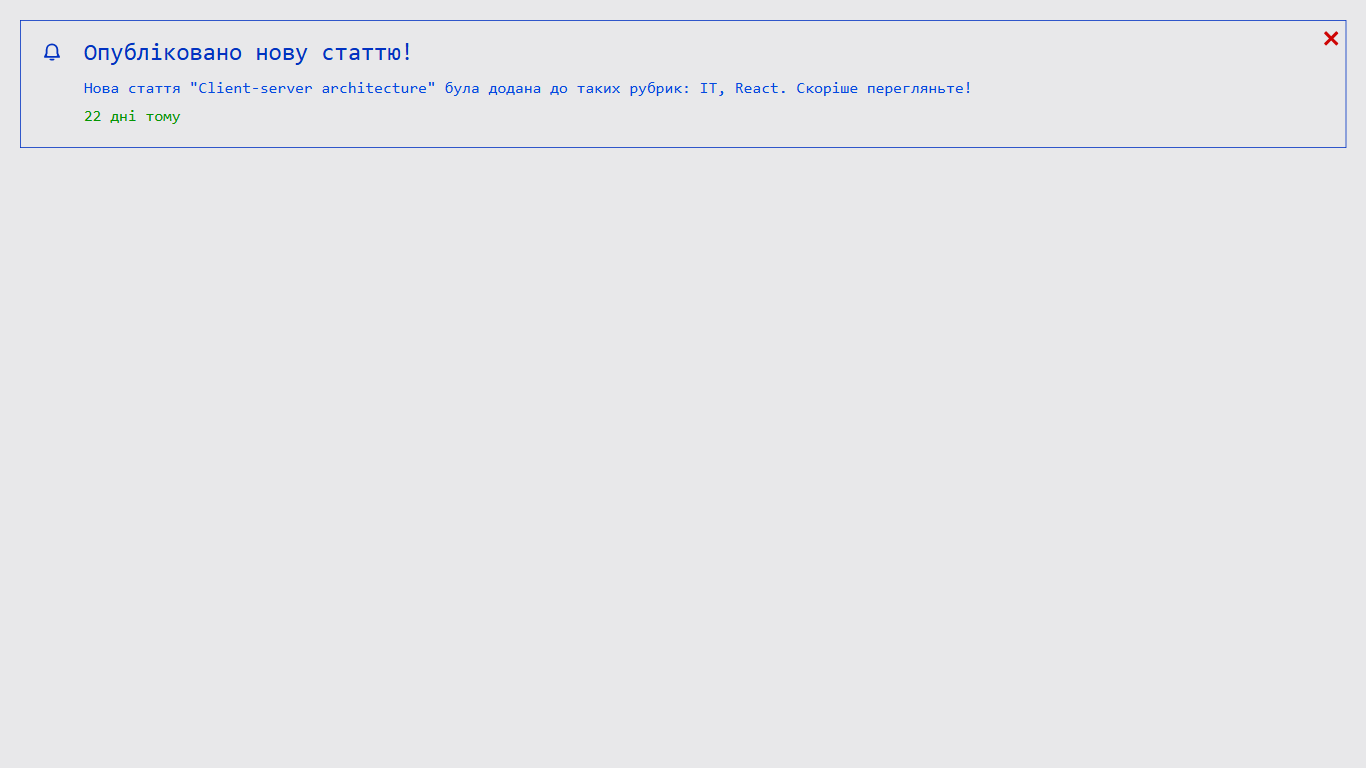 Опубліковано нову статтю!
Нова стаття "Client-server architecture" була додана до таких рубрик: IT, React. Скоріше перегляньте!
22 дні тому